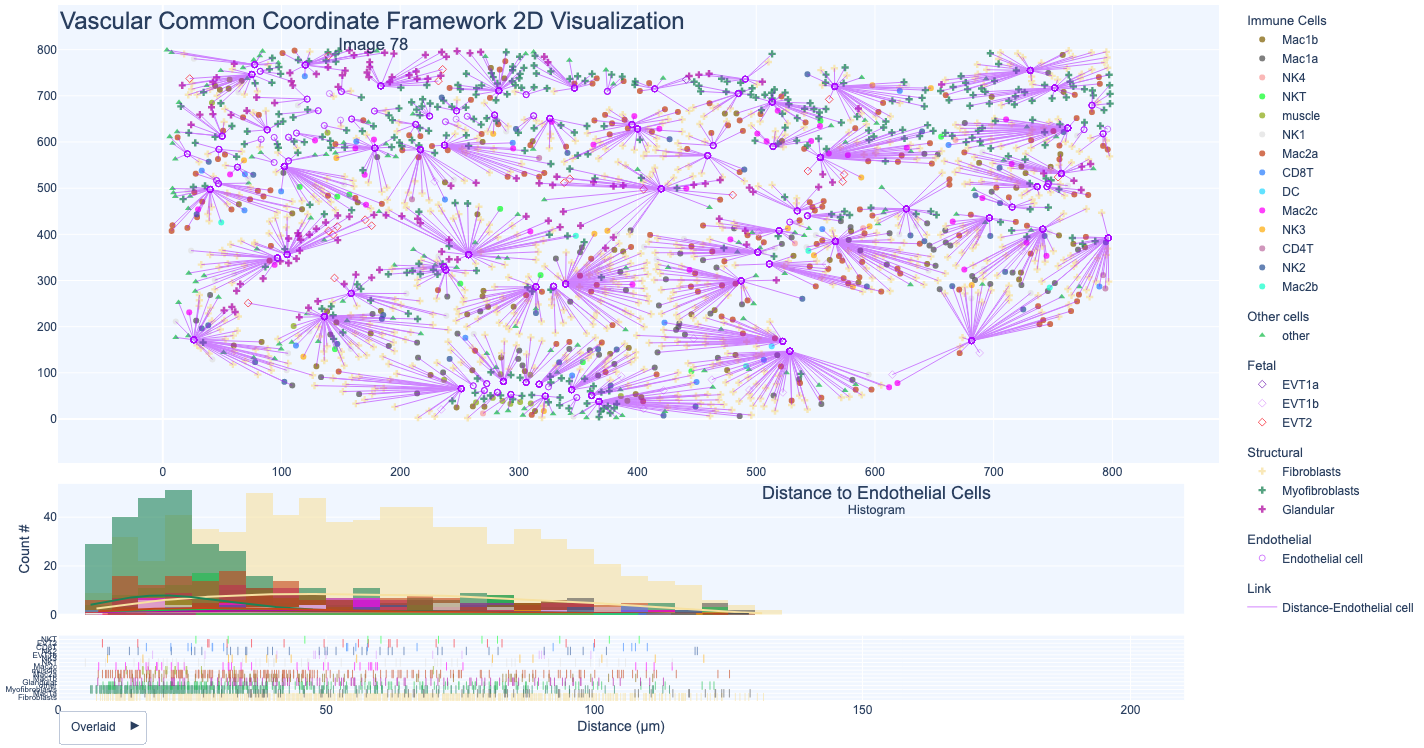 Vascular Common Coordinate Framework 2D Visualization
Image 78
800
700
600
500
400
300
200
100
0
0 100 200 300 400 500 600 700 800
Immune Cells
Mac1b
Mac1a
NK4
NKT
muscle
NK1
Mac2a
CD8T
DC
Mac2c
NK3
CD4T
NK2
Mac2b
Other cells
other
Fetal
EVT1a
EVT1b
EVT2
Structural
Fibroblasts
Myofibroblasts
Glandular
Endothelial
Endothelial cell
Link
Distance-Endothelial cell
Distance to Endothelial Cells
Histogram
Count #
40
20
0
NKT
Glandular
Myofibroblasts
Fibroblasts
0 50 100 150 200
Distance (μm)
Overlaid ▶